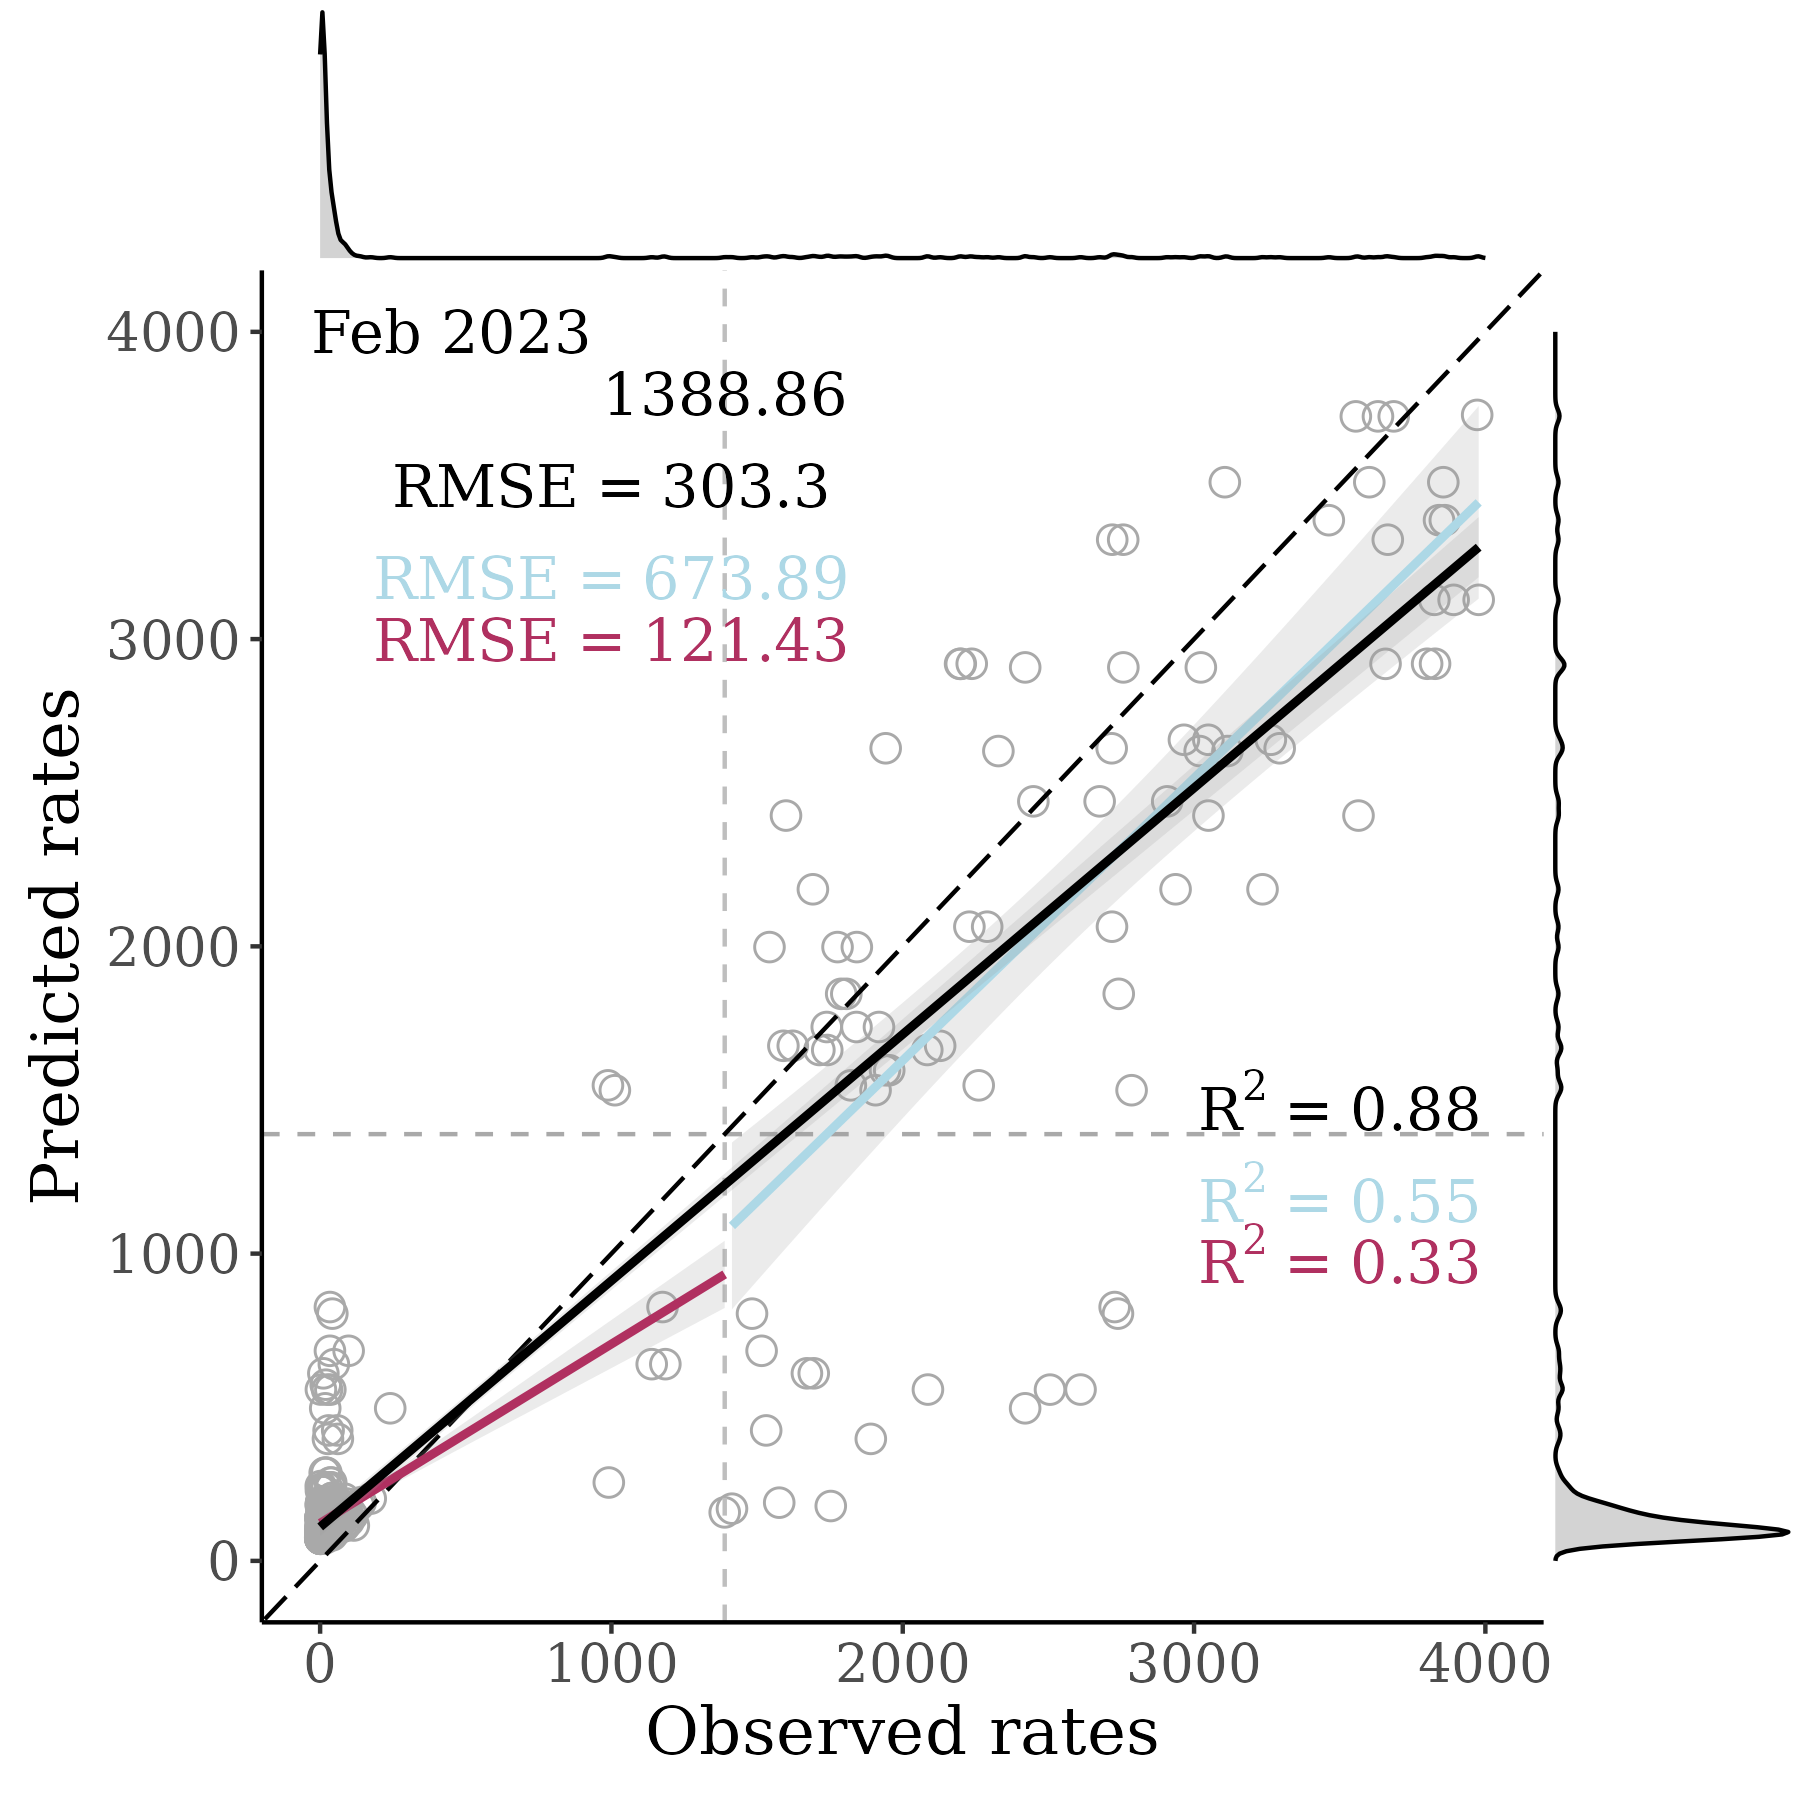 Feb 2023
1388.86
RMSE = 303.3
RMSE = 673.89
RMSE = 121.43
R² = 0.88
R² = 0.55
R² = 0.33
Predicted rates
4000
3000
2000
1000
0
0 1000 2000 3000 4000
Observed rates